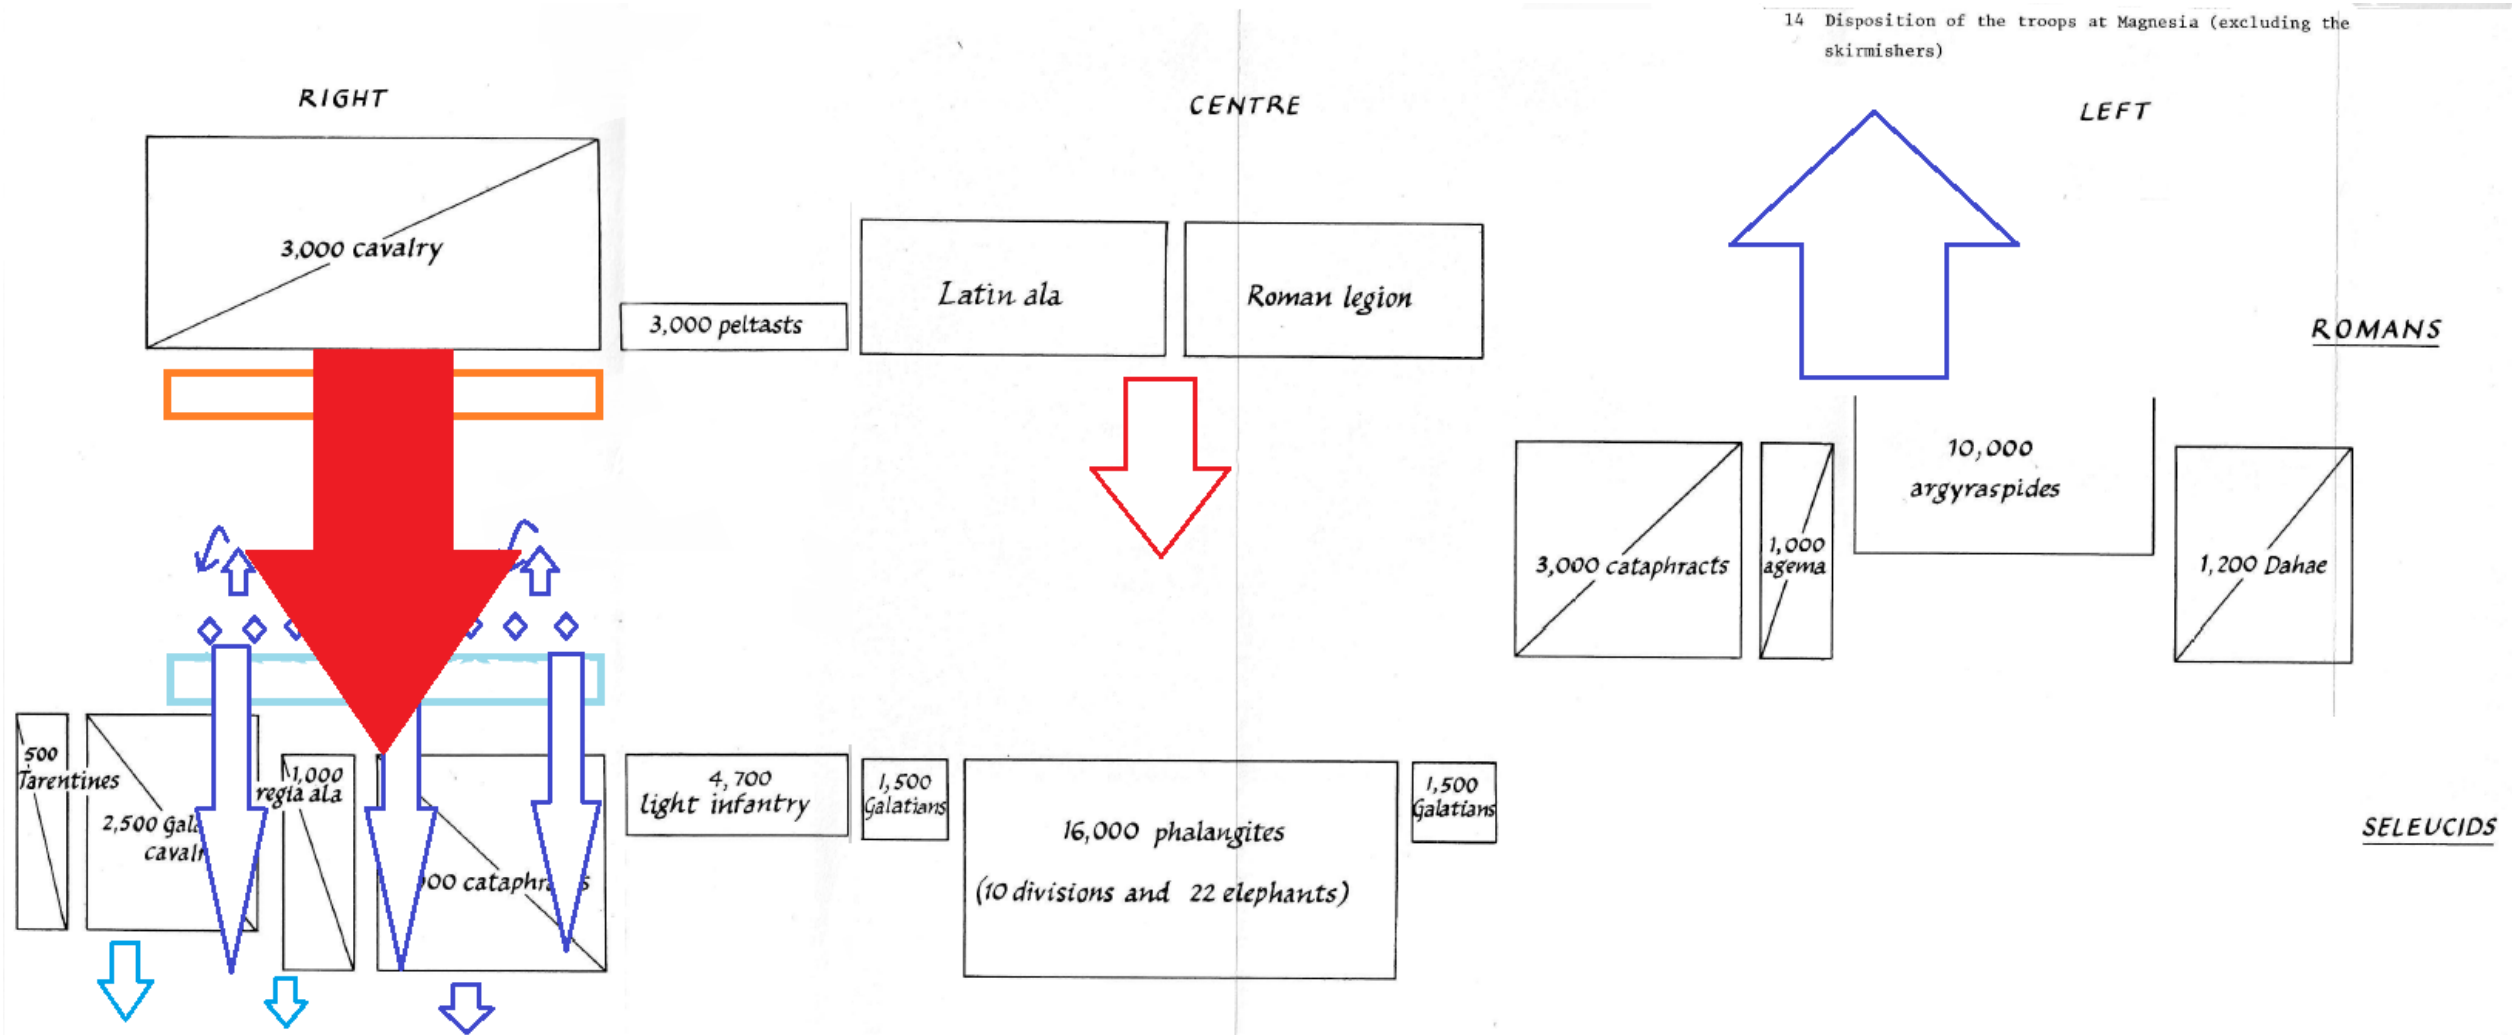 14 Disposition of the troops at Magnesia (excluding the
skirmishers)
RIGHT
CENTRE
LEFT
3,000 cavalry
3,000 peltasts
Latin ala
Roman legion
ROMANS
3,000 cataphracts
1,000
agema
10,000
argyraspides
1,200 Dahae
500
Tarentines
2,500
cavalr
1,000
regia ala
4,700
light infantry
1,500
Galatians
16,000 phalangites
(10 divisions and 22 elephants)
1,500
Galatians
SELEUCIDS